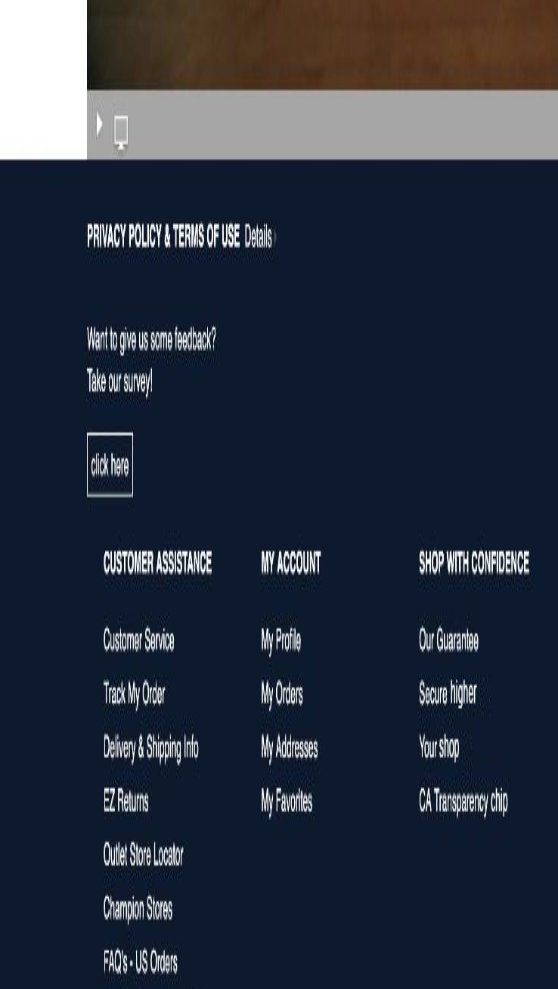 PRIVACY POLICY & TERMS OF USE Details
Want to give us some feedback?
Take our survey!
click here
CUSTOMER ASSISTANCE
Customer Service
Track My Order
Delivery & Shipping Info
EZ Returns
Outlet Store Locator
Champion Stores
FAQ's - US Orders
MY ACCOUNT
My Profile
My Orders
My Addresses
My Favorites
SHOP WITH CONFIDENCE
Our Guarantee
Secure higher
Your shop
CA Transparency chip